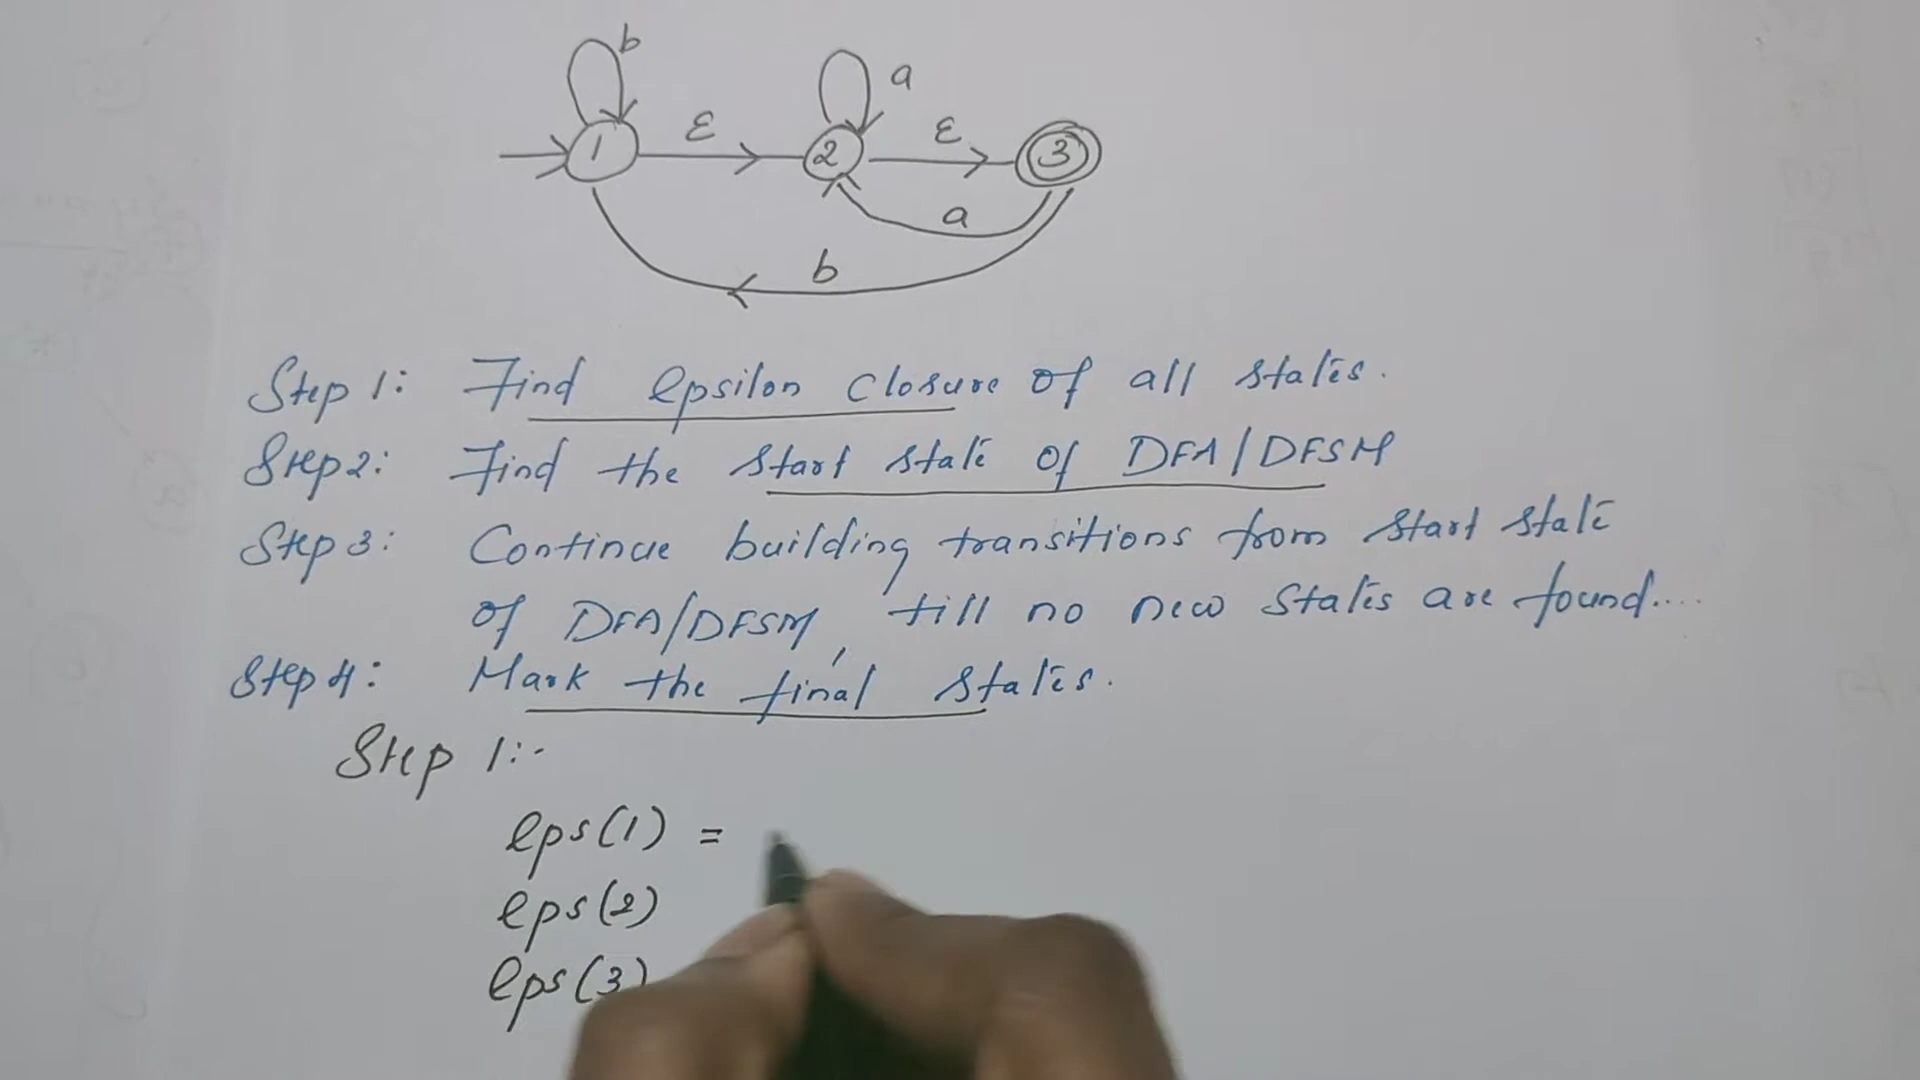 b
a
ε
ε
1
2
3
a
b
Step 1: Find epsilon closure of all states.
Step 2: Find the start state of DFA/DFSM
Step 3: Continue building transitions from start state
of DFA/DFSM, till no new states are found....
Step 4: Mark the final states.
Step 1:-
eps(1) =
eps(2)
eps(3)